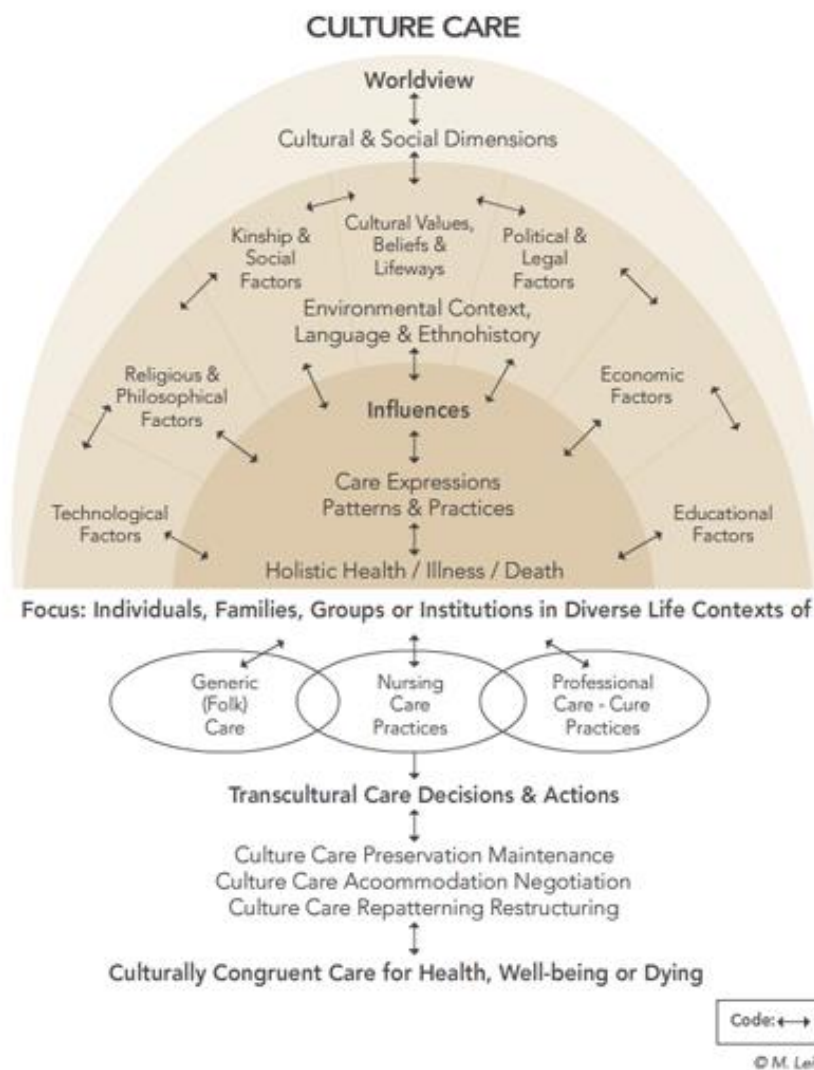 CULTURE CARE
Worldview
Cultural & Social Dimensions
Cultural Values,
Beliefs &
Lifeways
Kinship &
Social
Factors
Political &
Legal
Factors
Environmental Context,
Language & Ethnohistory
Religious &
Philosophical
Factors
Economic
Factors
Influences
Care Expressions
Patterns & Practices
Technological
Factors
Educational
Factors
Holistic Health / Illness / Death
Focus: Individuals, Families, Groups or Institutions in Diverse Life Contexts of
Generic
(Folk)
Care
Nursing
Care
Practices
Professional
Care - Cure
Practices
Transcultural Care Decisions & Actions
Culture Care Preservation Maintenance
Culture Care Acoommodation Negotiation
Culture Care Repatterning Restructuring
Culturally Congruent Care for Health, Well-being or Dying
Code:
© M. Lei